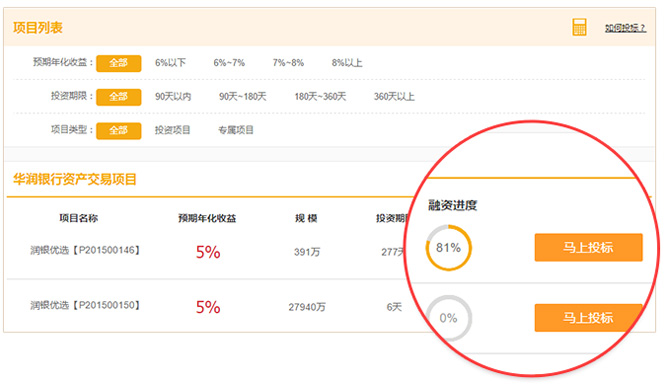 项目列表 如何投标？
预期年化收益： 全部 6%以下 6%~7% 7%~8% 8%以上
投资期限： 全部 90天以内 90天~180天 180天~360天 360天以上
项目类型： 全部 投资项目 专属项目
华润银行资产交易项目
项目名称 预期年化收益 规 模 投资期 融资进度
润银优选【P201500146】 5% 391万 277天 81% 马上投标
润银优选【P201500150】 5% 27940万 6天 0% 马上投标